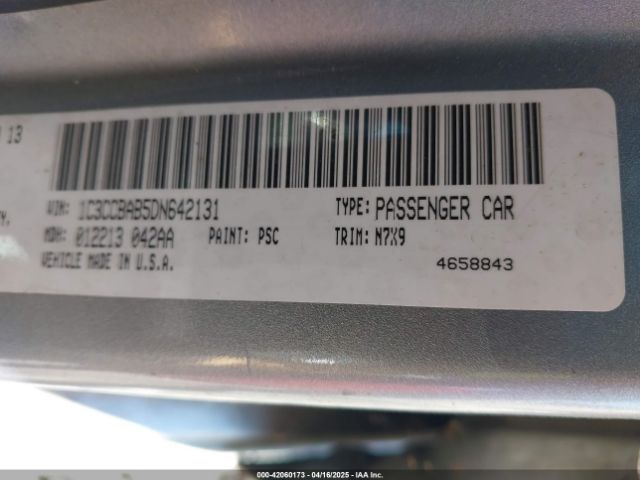 13
VIN: 1C3CCBAB5DN642131 TYPE: PASSENGER CAR
MDH: 012213 042AA PAINT: PSC TRIM: N7X9
VEHICLE MADE IN U.S.A. 4658843
000-42060173 - 04/16/2025 - IAA Inc.